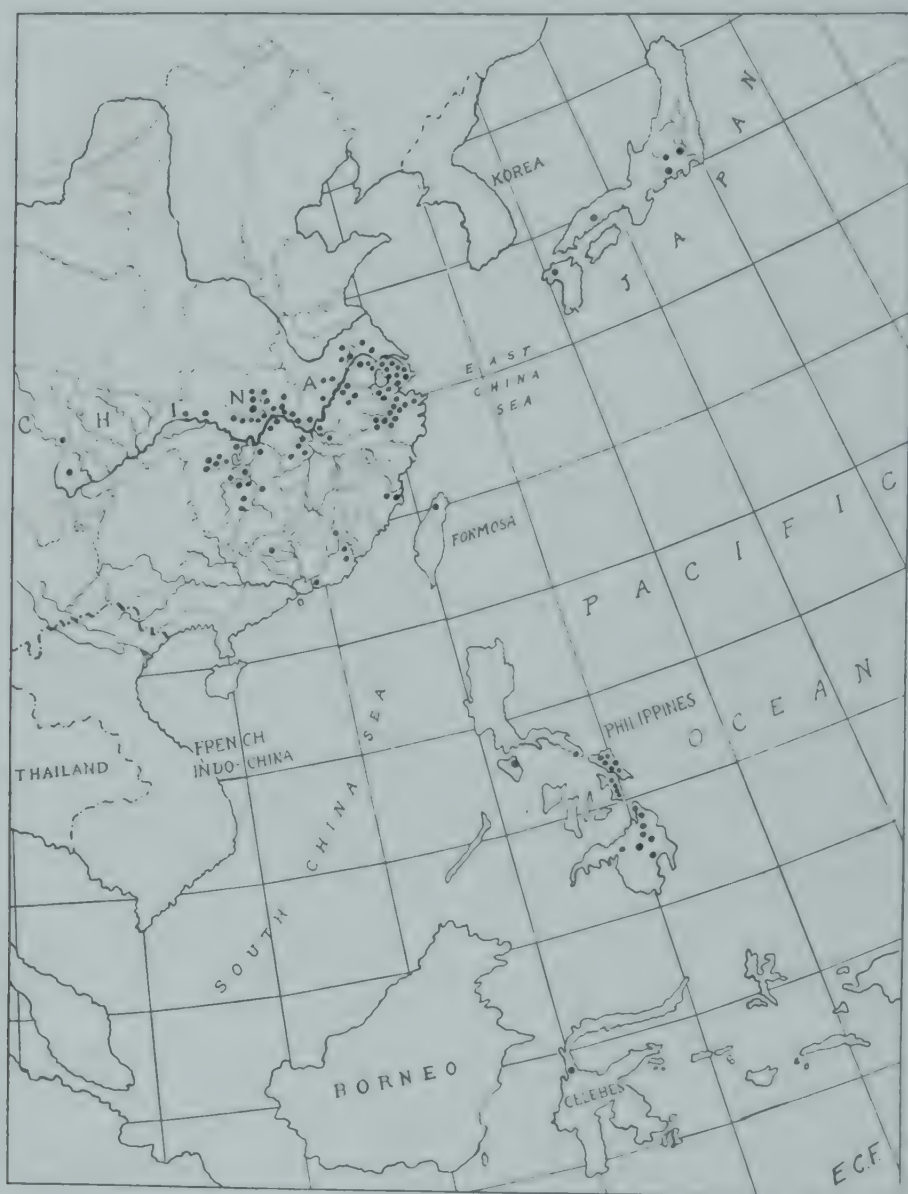 KOREA
JAPAN
CHINA
EAST
CHINA
SEA
FORMOSA
PACIFIC
OCEAN
PHILIPPINES
FRENCH
INDO-CHINA
THAILAND
SOUTH CHINA SEA
BORNEO
CELEBES
E.C.F.